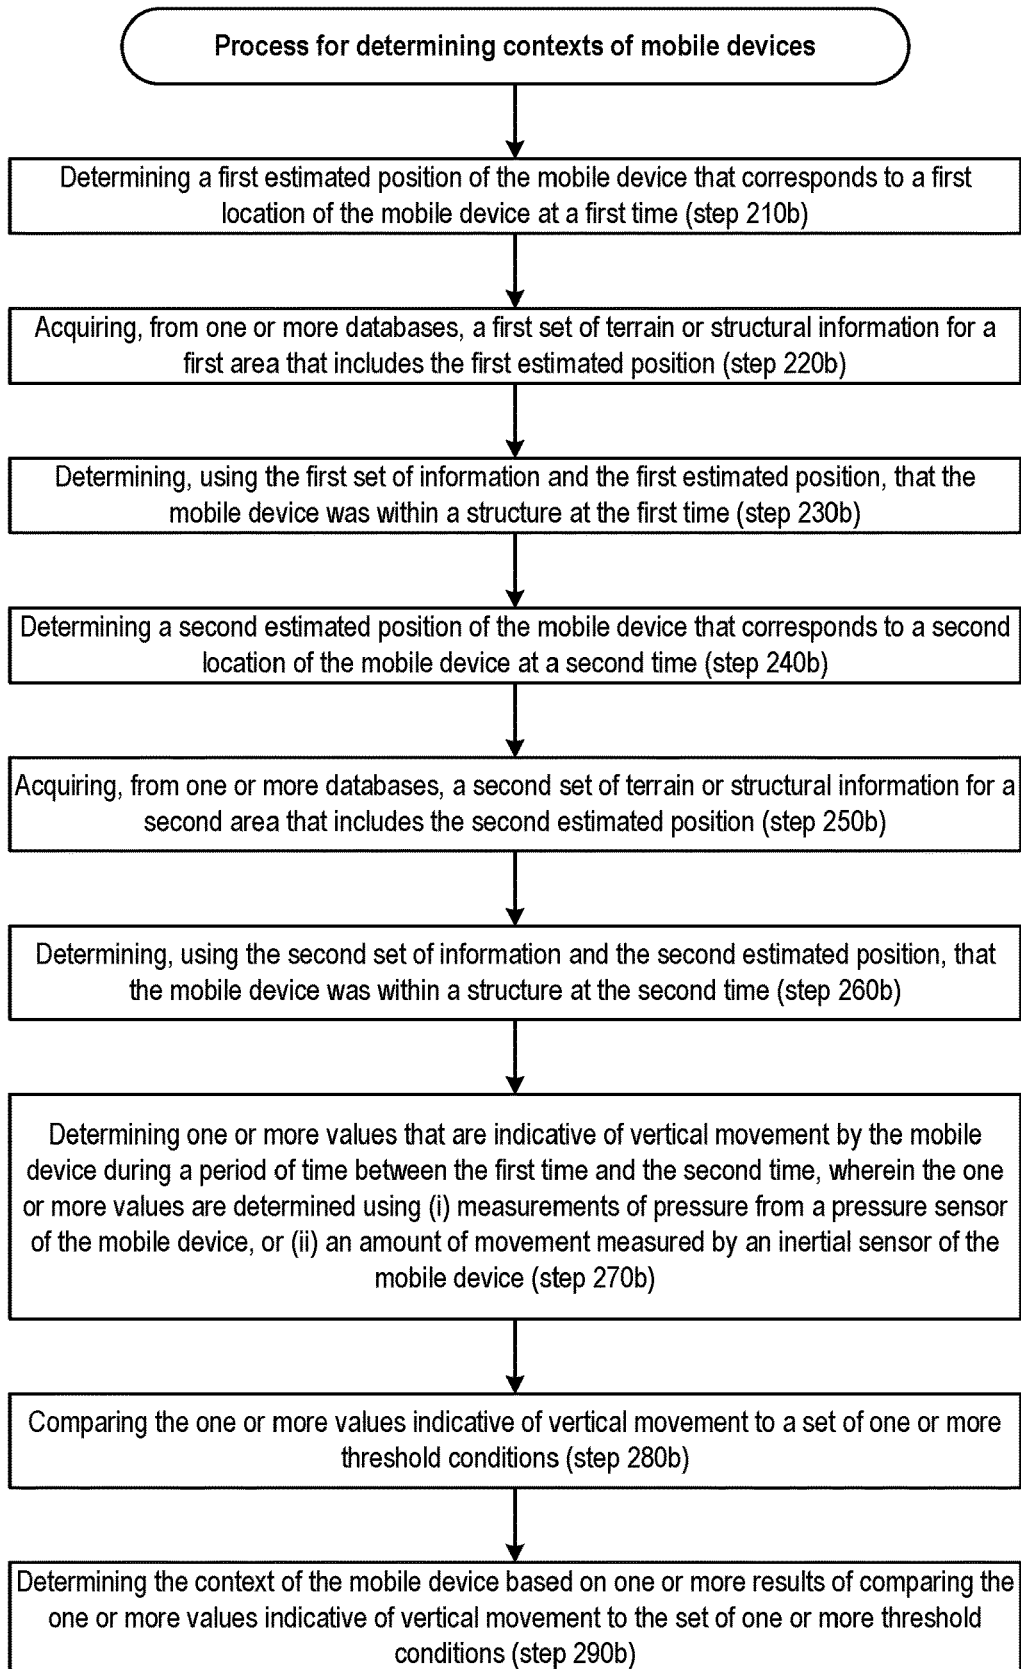 Process for determining contexts of mobile devices
Determining a first estimated position of the mobile device that corresponds to a first
location of the mobile device at a first time (step 210b)
Acquiring, from one or more databases, a first set of terrain or structural information for a
first area that includes the first estimated position (step 220b)
Determining, using the first set of information and the first estimated position, that the
mobile device was within a structure at the first time (step 230b)
Determining a second estimated position of the mobile device that corresponds to a second
location of the mobile device at a second time (step 240b)
Acquiring, from one or more databases, a second set of terrain or structural information for a
second area that includes the second estimated position (step 250b)
Determining, using the second set of information and the second estimated position, that
the mobile device was within a structure at the second time (step 260b)
Determining one or more values that are indicative of vertical movement by the mobile
device during a period of time between the first time and the second time, wherein the one
or more values are determined using (i) measurements of pressure from a pressure sensor
of the mobile device, or (ii) an amount of movement measured by an inertial sensor of the
mobile device (step 270b)
Comparing the one or more values indicative of vertical movement to a set of one or more
threshold conditions (step 280b)
Determining the context of the mobile device based on one or more results of comparing the
one or more values indicative of vertical movement to the set of one or more threshold
conditions (step 290b)